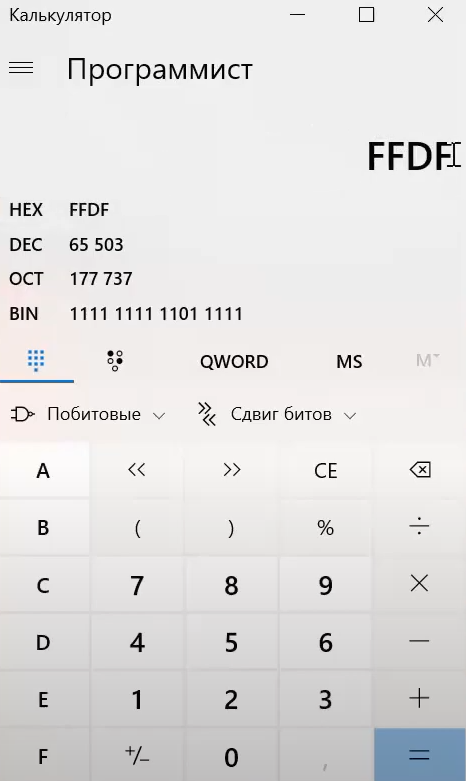 Калькулятор
Программист
FFDF
HEX FFDF
DEC 65 503
OCT 177 737
BIN 1111 1111 1101 1111
QWORD MS M
Побитовые Сдвиг битов
A << >> CE
B ( ) % ÷
C 7 8 9 ×
D 4 5 6 −
E 1 2 3 +
F +/− 0 , =